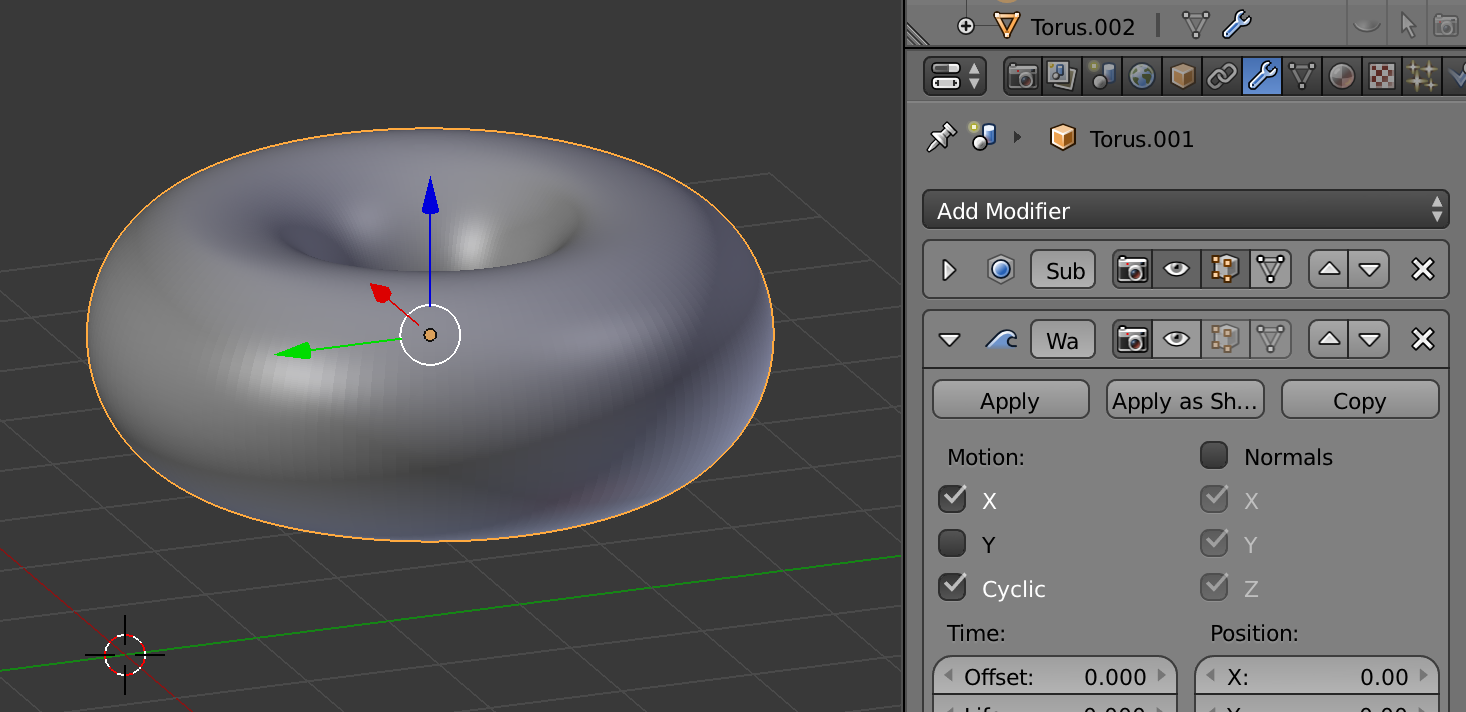 Torus.002
Torus.001
Add Modifier
Sub
Wa
Apply
Apply as Sh...
Copy
Motion:
Normals
X
X
Y
Y
Cyclic
Z
Time:
Position:
Offset: 0.000
X: 0.00